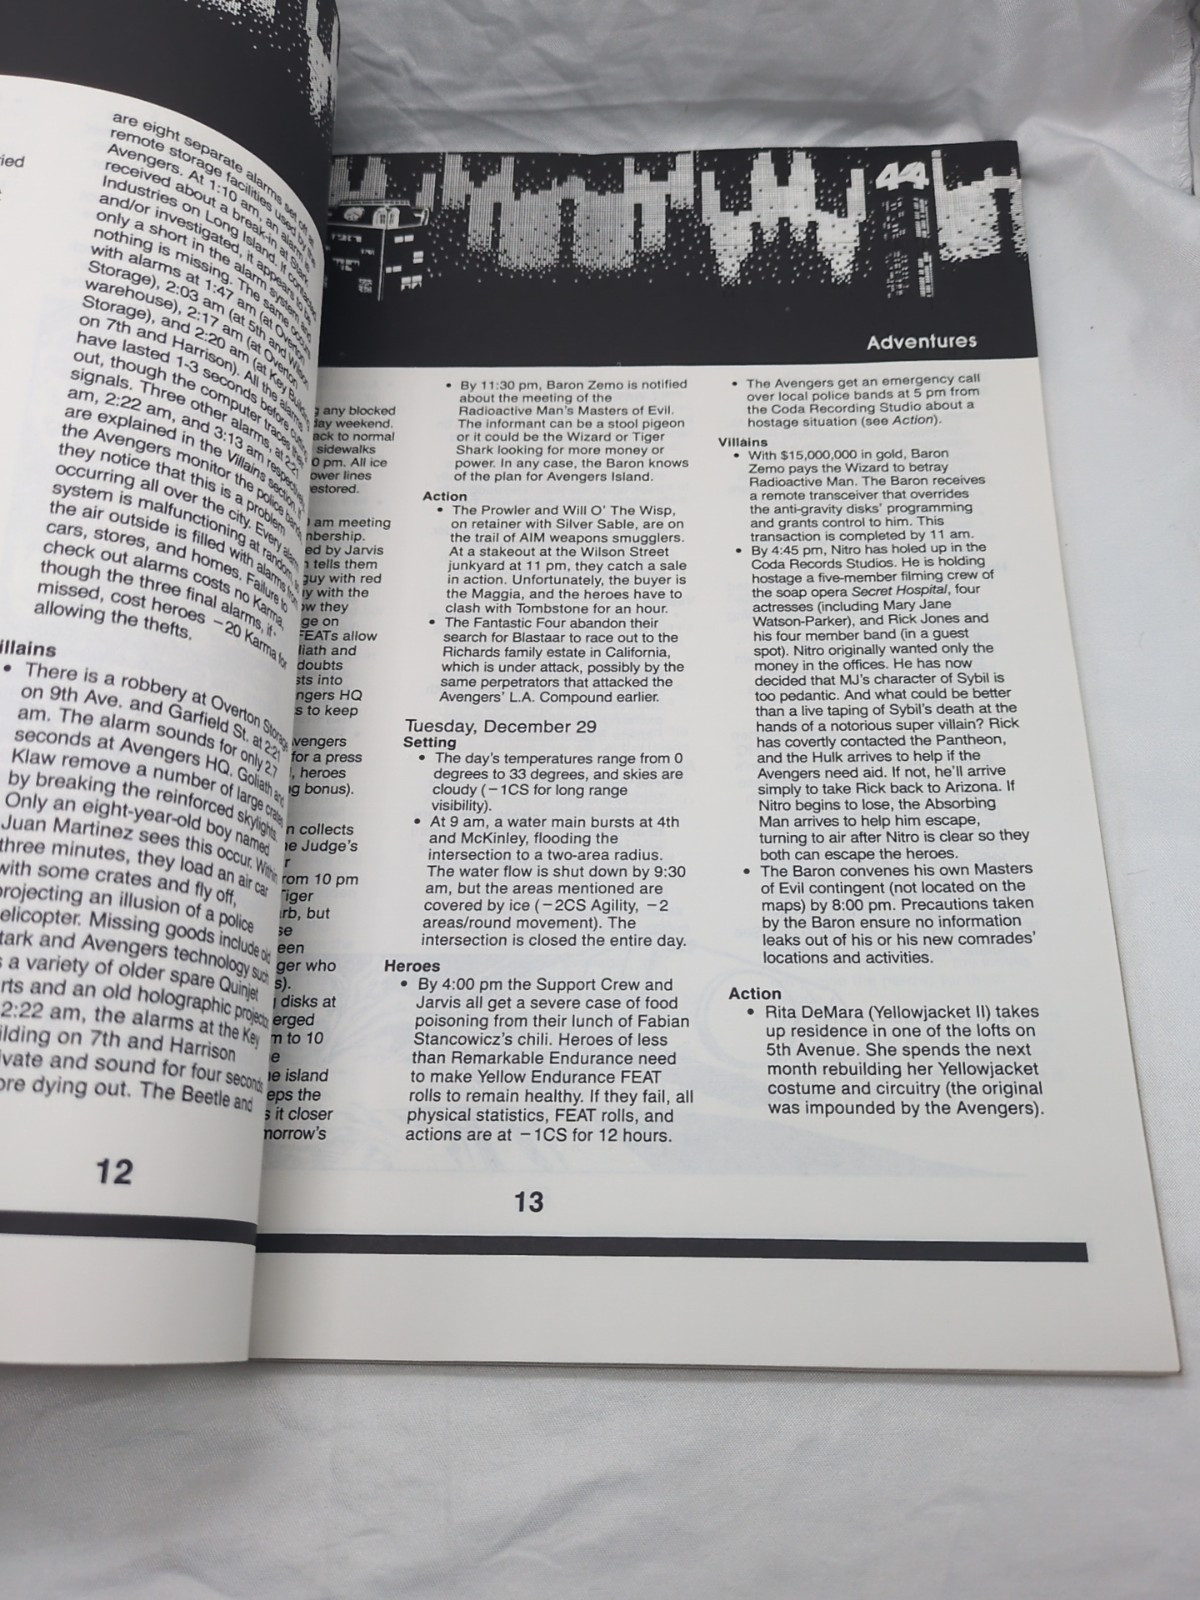 ied
are eight separate alarms set off at
remote storage facilities used by the
Avengers. At 1:10 am, an alarm is
received about a break-in at Stark
Industries on Long Island. If contacted
and/or investigated, it appears to be
only a short in the alarm system and
nothing is missing. The same occurs
with alarms at 1:47 am (at Overton
Storage), 2:03 am (at 5th and Wilson
warehouse), 2:17 am (at Overton
Storage), and 2:20 am (at Key Building
on 7th and Harrison). All the alarms
have lasted 1-3 seconds before cutting
out, though the computer traces their
signals. Three other alarms, at 2:21
am, 2:22 am, and 3:13 am respectively,
are explained in the Villains section. If
the Avengers monitor the police bands,
they notice that this is a problem
occurring all over the city. Every alarm
system is malfunctioning at random, so
the air outside is filled with alarms from
cars, stores, and homes. Failure to
check out alarms costs no Karma,
though the three final alarms, if
missed, cost heroes −20 Karma for
allowing the thefts.
illains
• There is a robbery at Overton Storage
on 9th Ave. and Garfield St. at 2:21
am. The alarm sounds for only 2.7
seconds at Avengers HQ. Goliath and
Klaw remove a number of large crates
by breaking the reinforced skylights.
Only an eight-year-old boy named
Juan Martinez sees this occur. Within
three minutes, they load an air car
with some crates and fly off,
rojecting an illusion of a police
elicopter. Missing goods include old
tark and Avengers technology such
s a variety of older spare Quinjet
rts and an old holographic projector
2:22 am, the alarms at the Key
ilding on 7th and Harrison
ivate and sound for four seconds
ore dying out. The Beetle and
12
44
Adventures
g any blocked
day weekend.
ack to normal
sidewalks
0 pm. All ice
ower lines
estored.
am meeting
mbership.
ed by Jarvis
tells them
guy with red
y with the
w they
ge on
FEATs allow
liath and
doubts
sts into
ngers HQ
s to keep
vengers
for a press
, heroes
g bonus).
n collects
e Judge's
r
rom 10 pm
Tiger
rb, but
se
een
ger who
s).
disks at
erged
m to 10
e
e island
eps the
s it closer
morrow's
• By 11:30 pm, Baron Zemo is notified
about the meeting of the
Radioactive Man's Masters of Evil.
The informant can be a stool pigeon
or it could be the Wizard or Tiger
Shark looking for more money or
power. In any case, the Baron knows
of the plan for Avengers Island.
Action
• The Prowler and Will O' The Wisp,
on retainer with Silver Sable, are on
the trail of AIM weapons smugglers.
At a stakeout at the Wilson Street
junkyard at 11 pm, they catch a sale
in action. Unfortunately, the buyer is
the Maggia, and the heroes have to
clash with Tombstone for an hour.
• The Fantastic Four abandon their
search for Blastaar to race out to the
Richards family estate in California,
which is under attack, possibly by the
same perpetrators that attacked the
Avengers' L.A. Compound earlier.
Tuesday, December 29
Setting
• The day's temperatures range from 0
degrees to 33 degrees, and skies are
cloudy (−1CS for long range
visibility).
• At 9 am, a water main bursts at 4th
and McKinley, flooding the
intersection to a two-area radius.
The water flow is shut down by 9:30
am, but the areas mentioned are
covered by ice (−2CS Agility, −2
areas/round movement). The
intersection is closed the entire day.
Heroes
• By 4:00 pm the Support Crew and
Jarvis all get a severe case of food
poisoning from their lunch of Fabian
Stancowicz's chili. Heroes of less
than Remarkable Endurance need
to make Yellow Endurance FEAT
rolls to remain healthy. If they fail, all
physical statistics, FEAT rolls, and
actions are at −1CS for 12 hours.
• The Avengers get an emergency call
over local police bands at 5 pm from
the Coda Recording Studio about a
hostage situation (see Action).
Villains
• With $15,000,000 in gold, Baron
Zemo pays the Wizard to betray
Radioactive Man. The Baron receives
a remote transceiver that overrides
the anti-gravity disks' programming
and grants control to him. This
transaction is completed by 11 am.
• By 4:45 pm, Nitro has holed up in the
Coda Records Studios. He is holding
hostage a five-member filming crew of
the soap opera Secret Hospital, four
actresses (including Mary Jane
Watson-Parker), and Rick Jones and
his four member band (in a guest
spot). Nitro originally wanted only the
money in the offices. He has now
decided that MJ's character of Sybil is
too pedantic. And what could be better
than a live taping of Sybil's death at the
hands of a notorious super villain? Rick
has covertly contacted the Pantheon,
and the Hulk arrives to help if the
Avengers need aid. If not, he'll arrive
simply to take Rick back to Arizona. If
Nitro begins to lose, the Absorbing
Man arrives to help him escape,
turning to air after Nitro is clear so they
both can escape the heroes.
• The Baron convenes his own Masters
of Evil contingent (not located on the
maps) by 8:00 pm. Precautions taken
by the Baron ensure no information
leaks out of his or his new comrades'
locations and activities.
Action
• Rita DeMara (Yellowjacket II) takes
up residence in one of the lofts on
5th Avenue. She spends the next
month rebuilding her Yellowjacket
costume and circuitry (the original
was impounded by the Avengers).
13